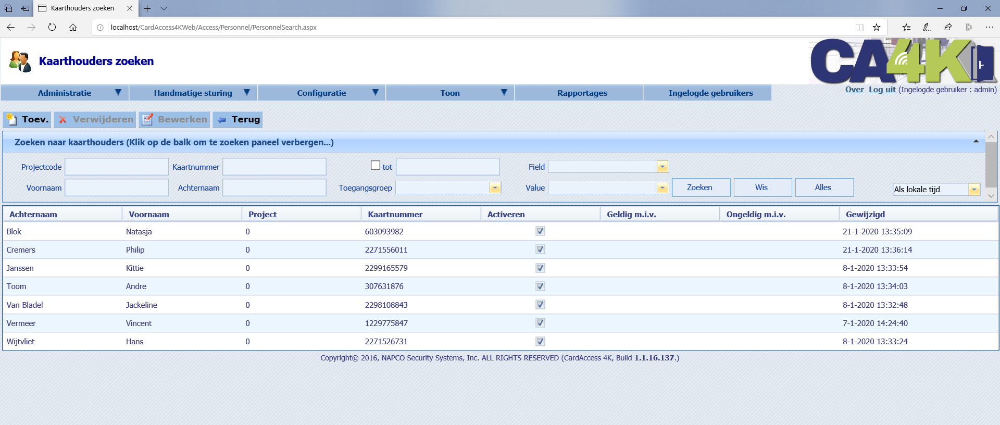 Kaarthouders zoeken
localhost/CardAccess4KWeb/Access/Personnel/PersonnelSearch.aspx
Kaarthouders zoeken
CA4K
Administratie Handmatige sturing Configuratie Toon Rapportages Ingelogde gebruikers
Over Log uit (Ingelogde gebruiker : admin)
Toev. Verwijderen Bewerken Terug
Zoeken naar kaarthouders (Klik op de balk om te zoeken paneel verbergen...)
Projectcode Kaartnummer tot Field
Voornaam Achternaam Toegangsgroep Value Zoeken . Wis . Alles . Als lokale tijd
Achternaam Voornaam Project Kaartnummer Activeren Geldig m.i.v. Ongeldig m.i.v. Gewijzigd
Blok Natasja 0 603093982 21-1-2020 13:35:09
Cremers Philip 0 2271556011 21-1-2020 13:36:14
Janssen Kittie 0 2299165579 8-1-2020 13:33:54
Toom Andre 0 307631876 8-1-2020 13:34:03
Van Bladel Jackeline 0 2298108843 8-1-2020 13:32:48
Vermeer Vincent 0 1229775847 7-1-2020 14:24:40
Wijtvliet Hans 0 2271526731 8-1-2020 13:33:24
Copyright© 2016, NAPCO Security Systems, Inc. ALL RIGHTS RESERVED (CardAccess 4K, Build 1.1.16.137.)